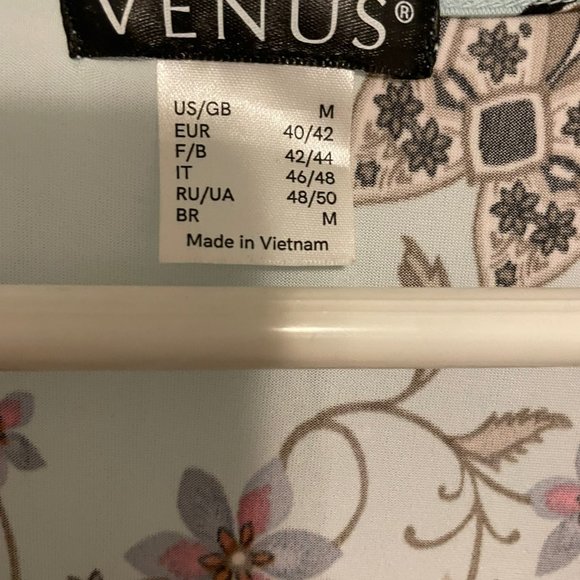 VENUS®
US/GB M
EUR 40/42
F/B 42/44
IT 46/48
RU/UA 48/50
BR M
Made in Vietnam